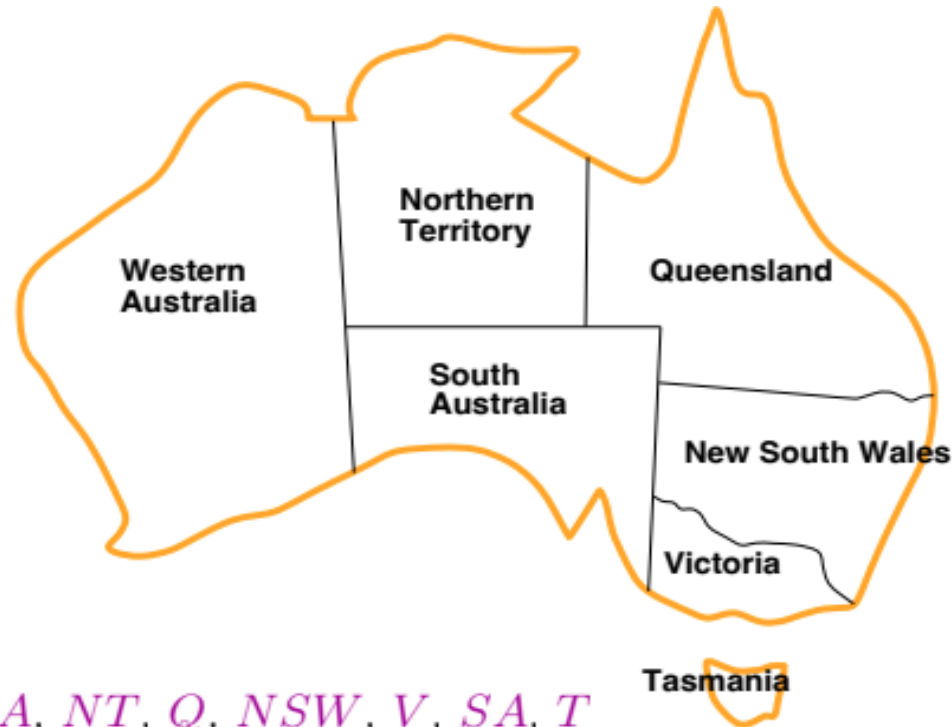 Northern
Territory
Western
Australia
Queensland
South
Australia
New South Wales
Victoria
Tasmania
A, NT, Q, NSW, V, SA, T